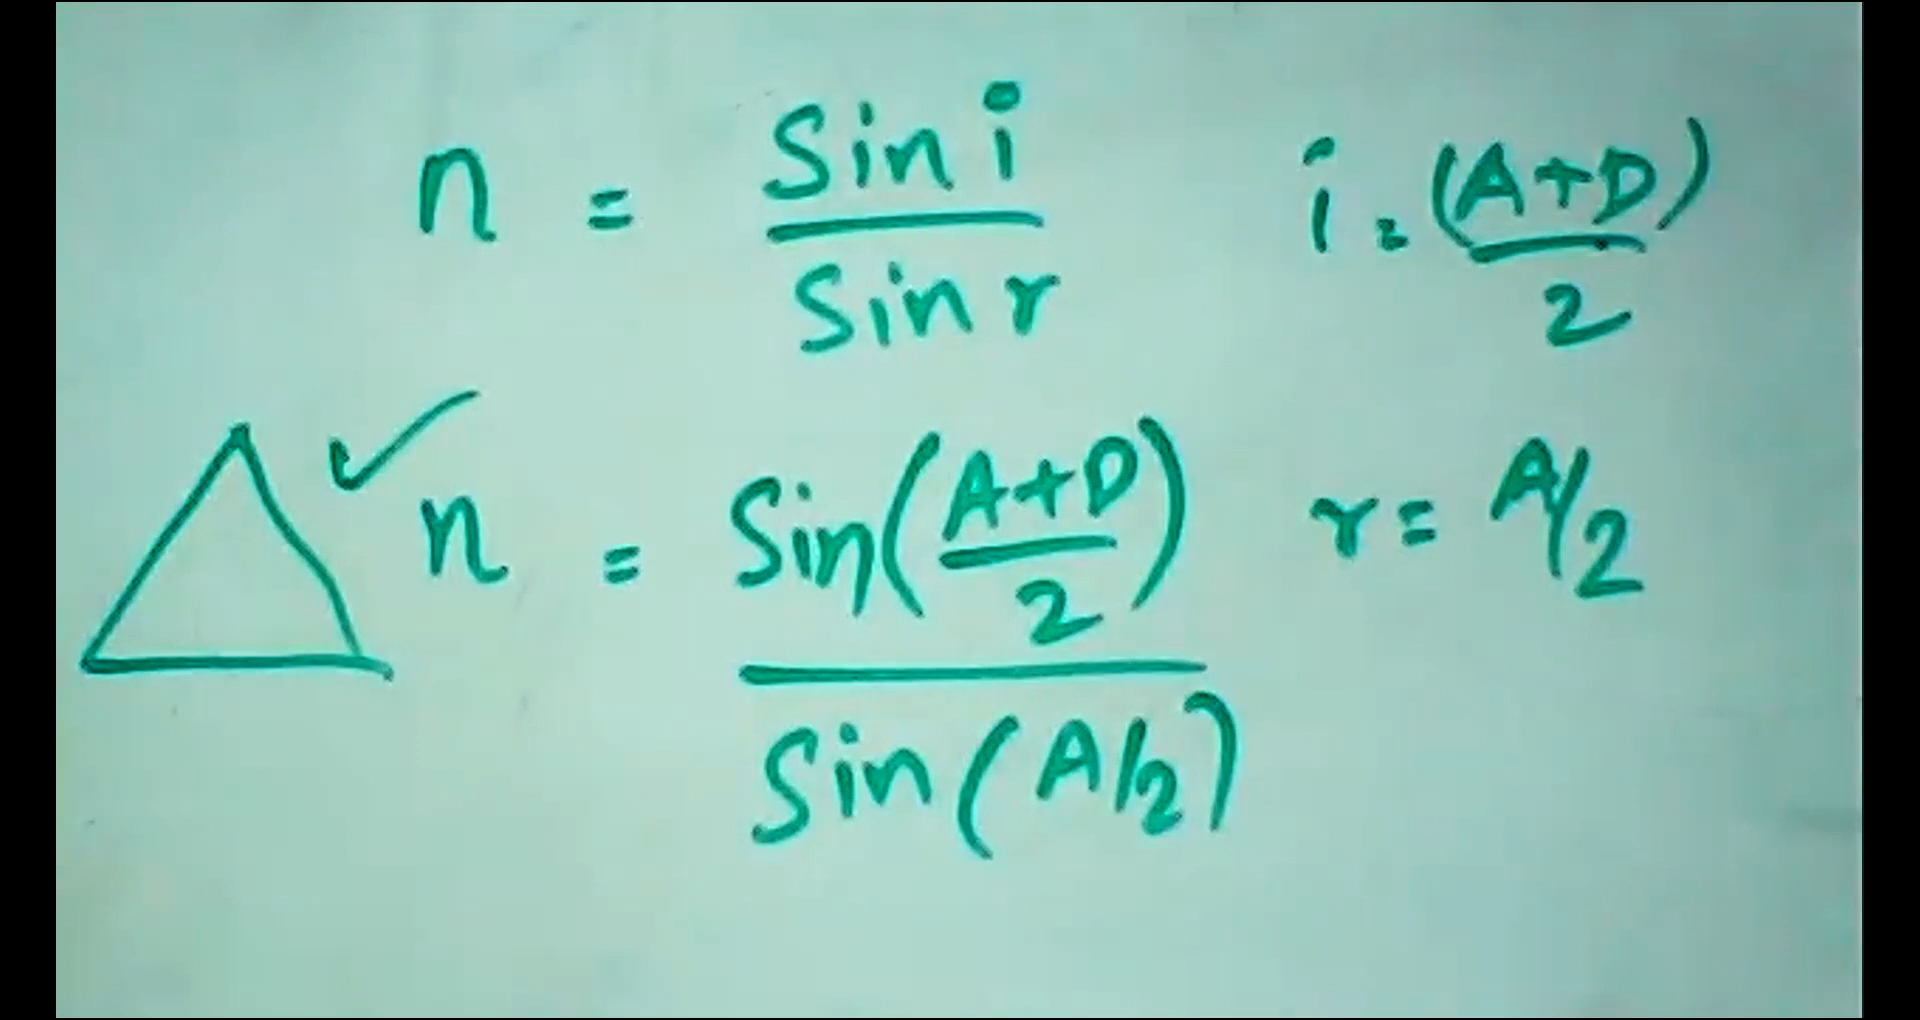 n = Sin i / Sin r
i = (A+D)/2
n = Sin(A+D/2) / Sin(A/2)
r = A/2